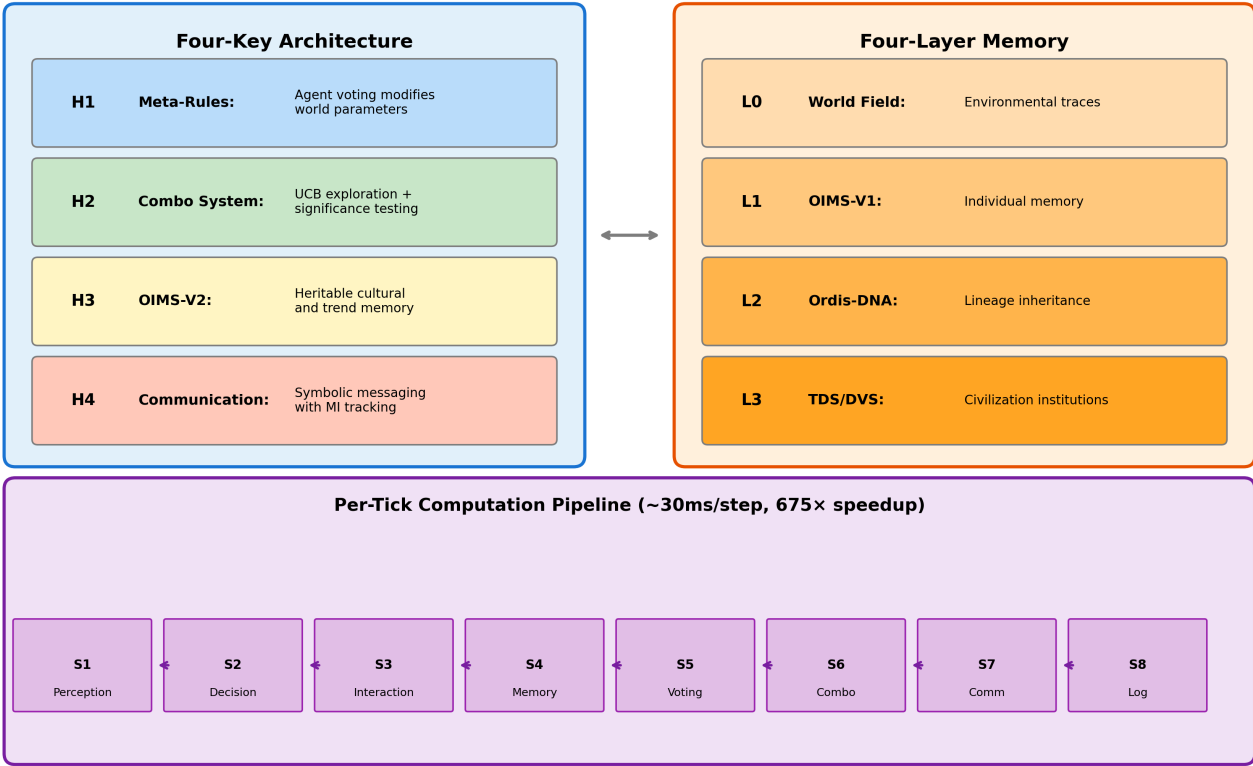 Four-Key Architecture
H1 Meta-Rules: Agent voting modifies
world parameters
H2 Combo System: UCB exploration +
significance testing
H3 OIMS-V2: Heritable cultural
and trend memory
H4 Communication: Symbolic messaging
with MI tracking
Four-Layer Memory
L0 World Field: Environmental traces
L1 OIMS-V1: Individual memory
L2 Ordis-DNA: Lineage inheritance
L3 TDS/DVS: Civilization institutions
Per-Tick Computation Pipeline (~30ms/step, 675× speedup)
S1 S2 S3 S4 S5 S6 S7 S8
Perception Decision Interaction Memory Voting Combo Comm Log